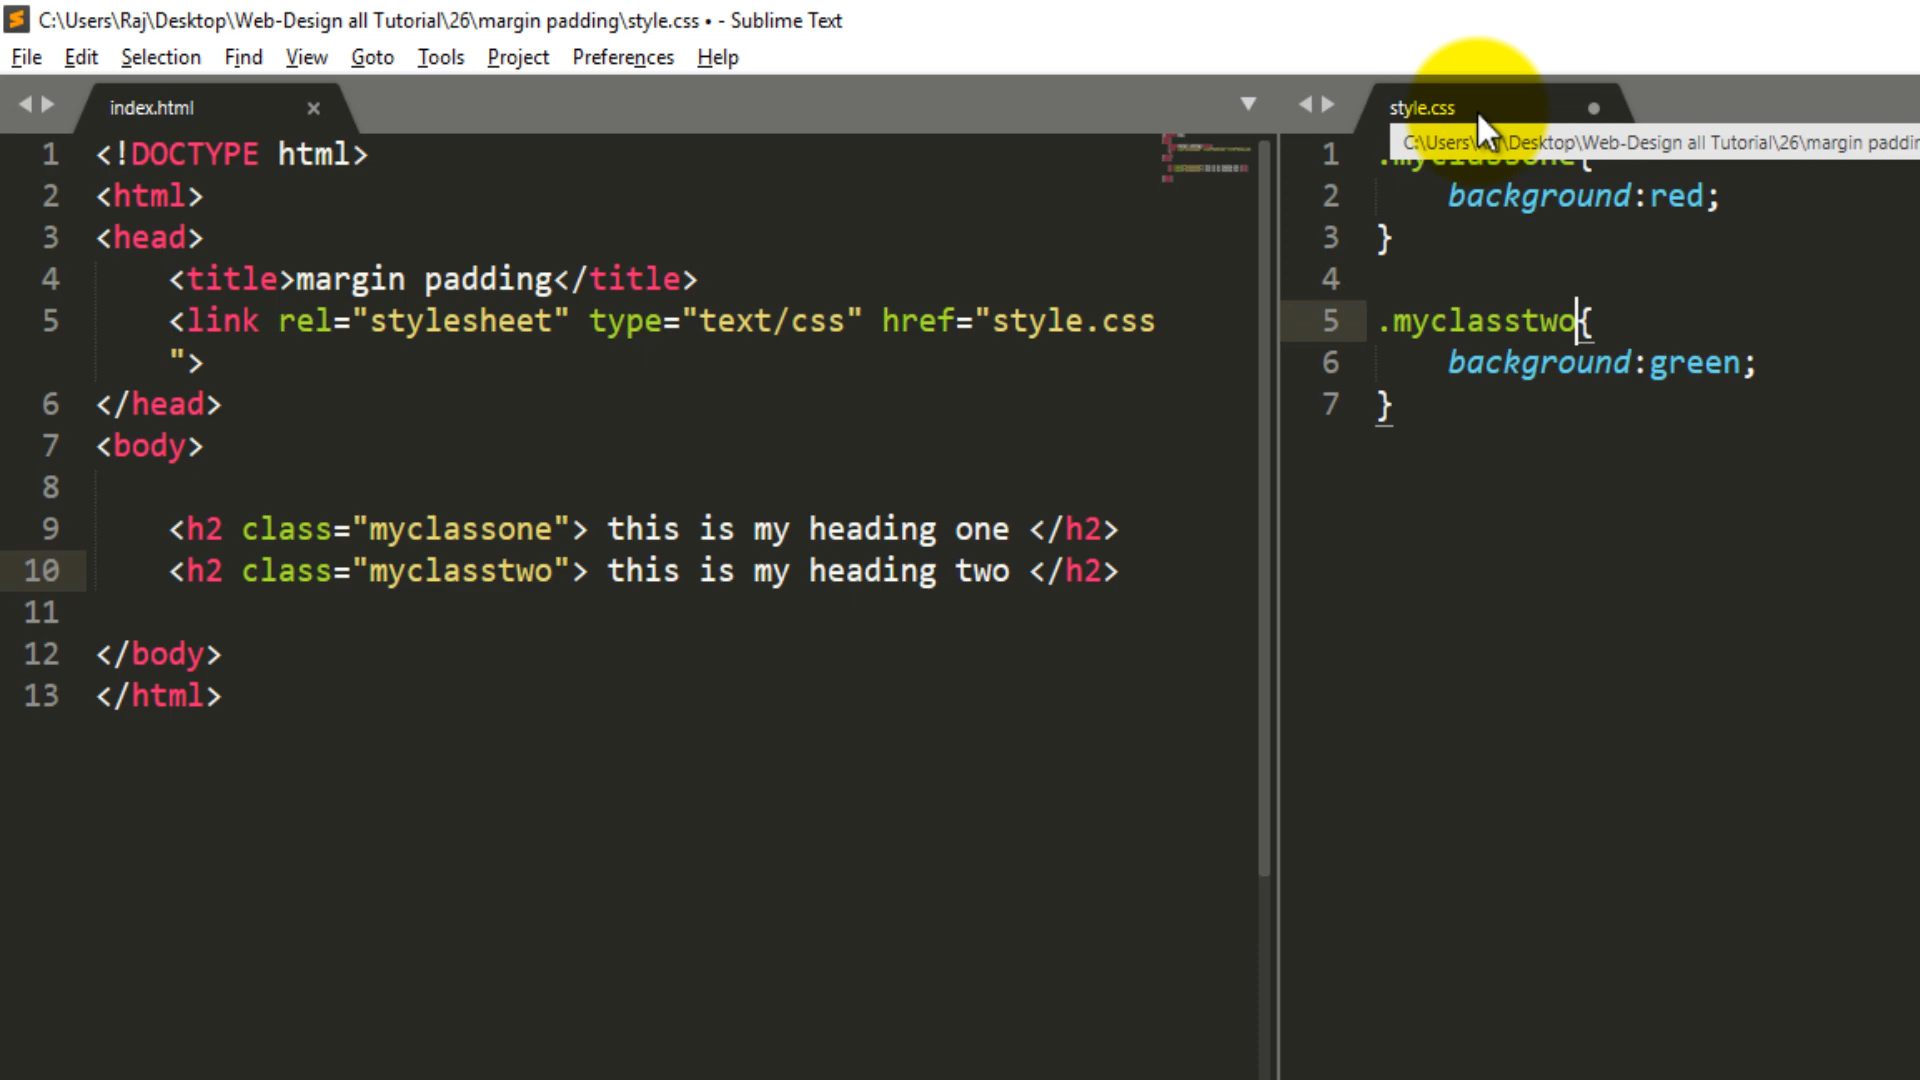 C:\Users\Raj\Desktop\Web-Design all Tutorial\26\margin padding\style.css • - Sublime Text
File Edit Selection Find View Goto Tools Project Preferences Help
index.html ×
1 <!DOCTYPE html>
2 <html>
3 <head>
4 <title>margin padding</title>
5 <link rel="stylesheet" type="text/css" href="style.css
">
6 </head>
7 <body>
8
9 <h2 class="myclassone"> this is my heading one </h2>
10 <h2 class="myclasstwo"> this is my heading two </h2>
11
12 </body>
13 </html>
style.css
C:\Users\ \Desktop\Web-Design all Tutorial\26\margin paddin
1 .myclassone{
2 background:red;
3 }
4
5 .myclasstwo{
6 background:green;
7 }